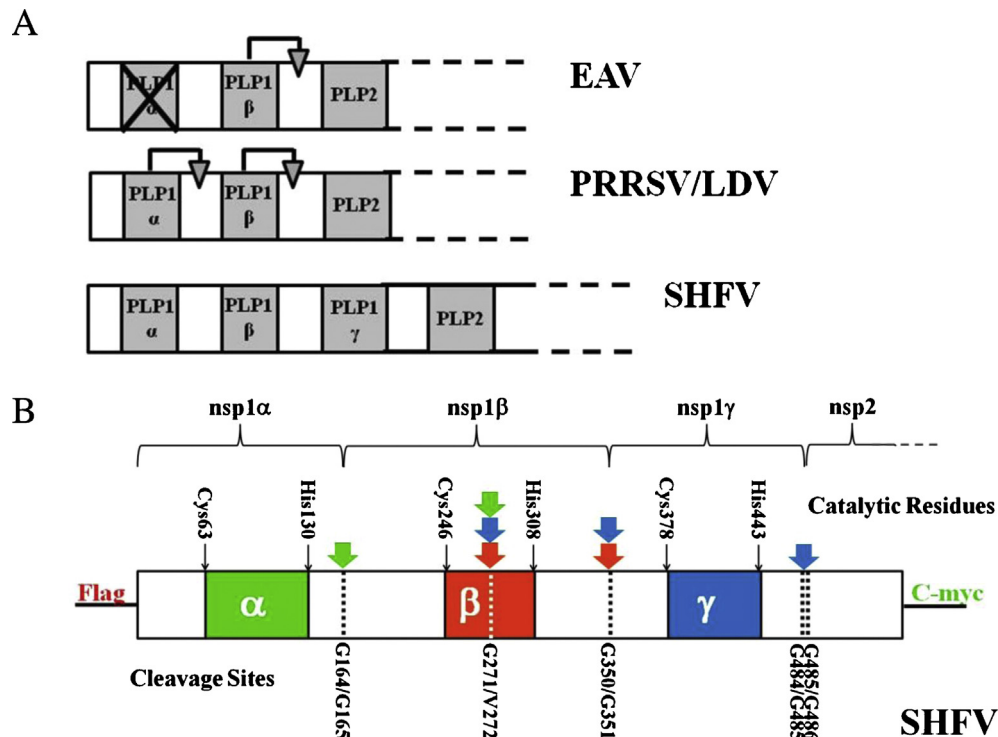 A
PLP1
α
PLP1
β
PLP2
EAV
PLP1
α
PLP1
β
PLP2
PRRSV/LDV
PLP1
α
PLP1
β
PLP1
γ
PLP2
SHFV
B
nsp1α
nsp1β
nsp1γ
nsp2
Cys63
His130
Cys246
His308
Cys378
His443
Catalytic Residues
Flag
α
β
γ
C-myc
Cleavage Sites
G164/G165
G271/V272
G350/G351
G484/G485
G485/G486
SHFV